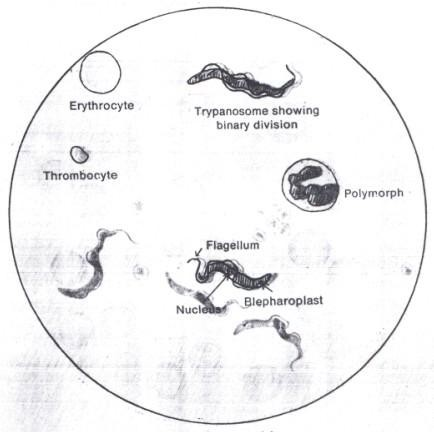 Erythrocyte
Trypanosome showing
binary division
Thrombocyte
Polymorph
Flagellum
Nucleus
Blepharoplast